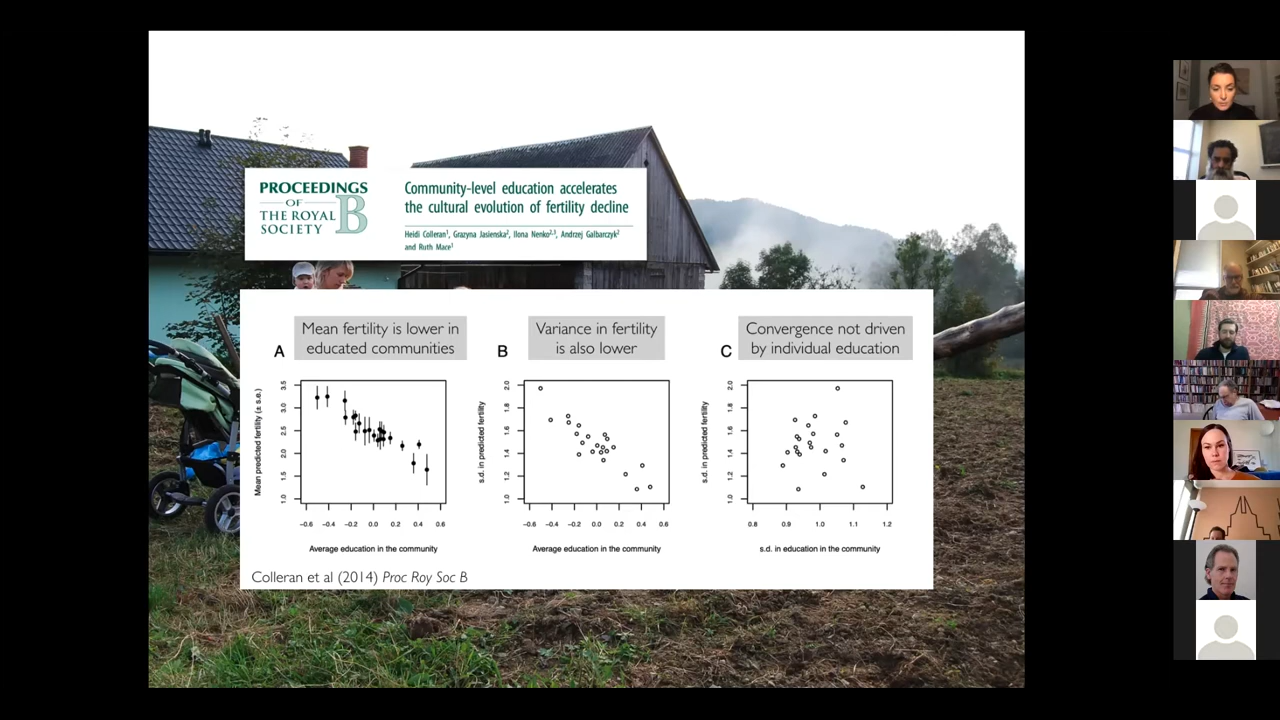 PROCEEDINGS
OF
THE ROYAL
SOCIETY
B
Community-level education accelerates
the cultural evolution of fertility decline
Heidi Colleran¹, Grazyna Jasienska², Ilona Nenko²,³, Andrzej Galbarczyk²
and Ruth Mace¹
Mean fertility is lower in
educated communities
A
Mean predicted fertility (± s.e.)
3.5
3.0
2.5
2.0
1.5
1.0
−0.6 −0.4 −0.2 0.0 0.2 0.4 0.6
Average education in the community
Variance in fertility
is also lower
B
s.d. in predicted fertility
2.0
1.8
1.6
1.4
1.2
1.0
−0.6 −0.4 −0.2 0.0 0.2 0.4 0.6
Average education in the community
Convergence not driven
by individual education
C
s.d. in predicted fertility
2.0
1.8
1.6
1.4
1.2
1.0
0.8 0.9 1.0 1.1 1.2
s.d. in education in the community
Colleran et al (2014) Proc Roy Soc B